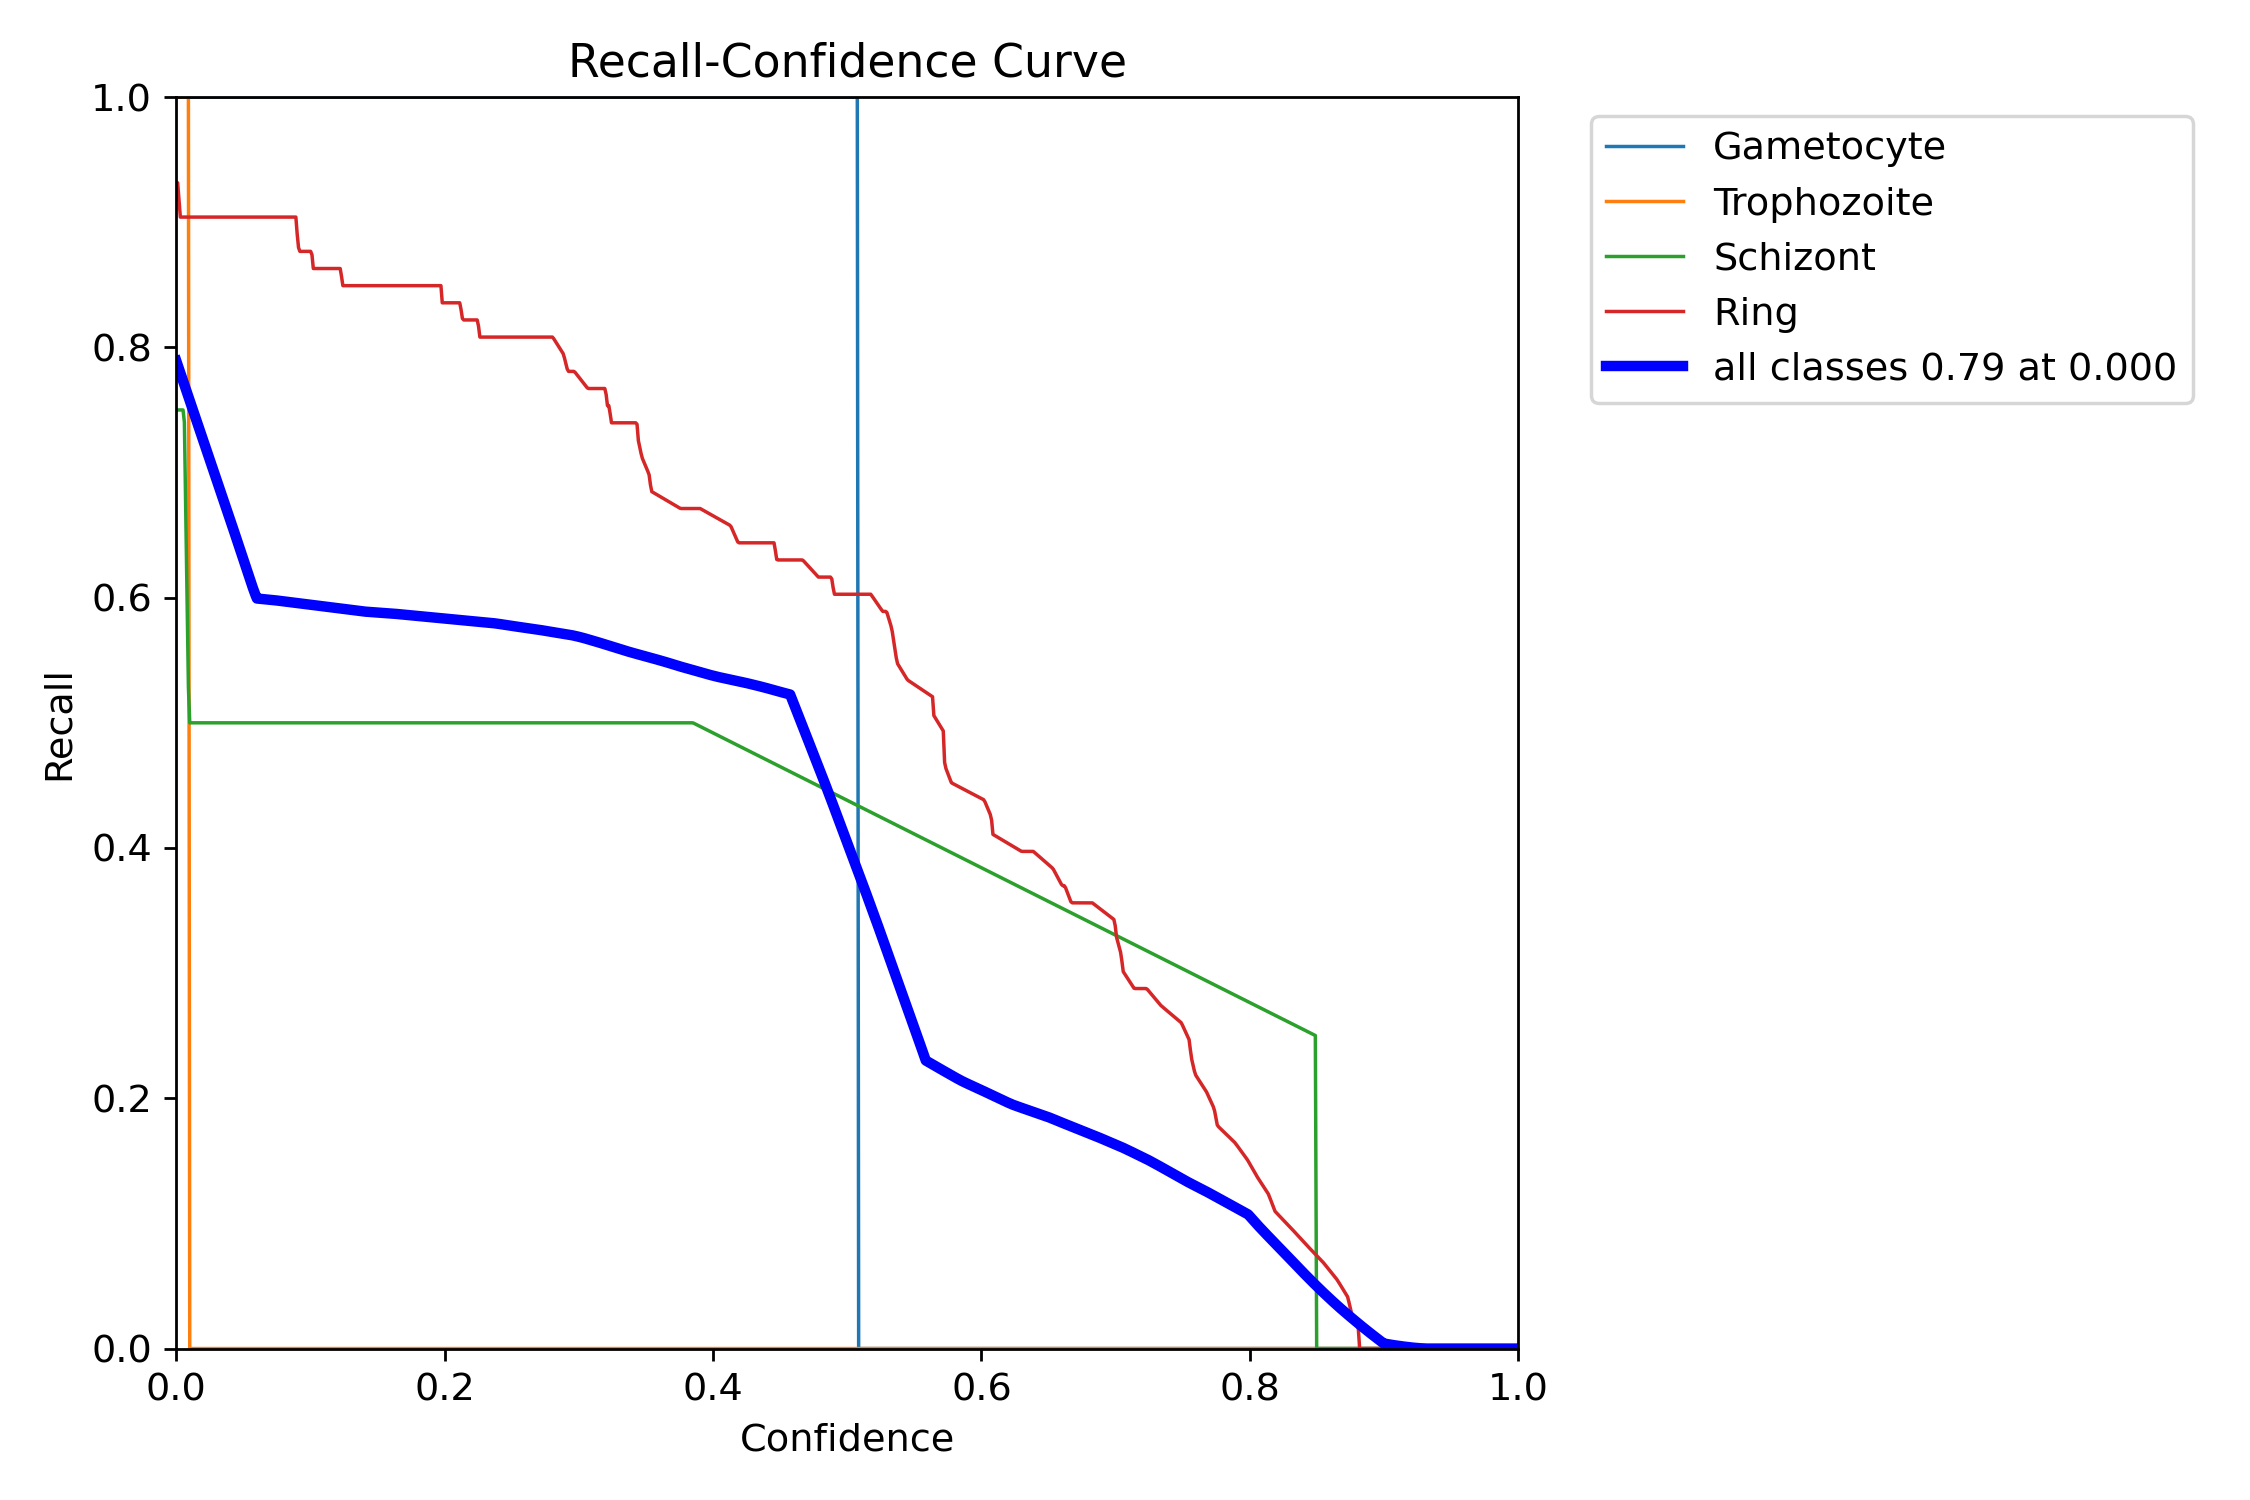 Recall-Confidence Curve
1.0
0.8
0.6
0.4
0.2
0.0
Recall
0.0 0.2 0.4 0.6 0.8 1.0
Confidence
Gametocyte
Trophozoite
Schizont
Ring
all classes 0.79 at 0.000